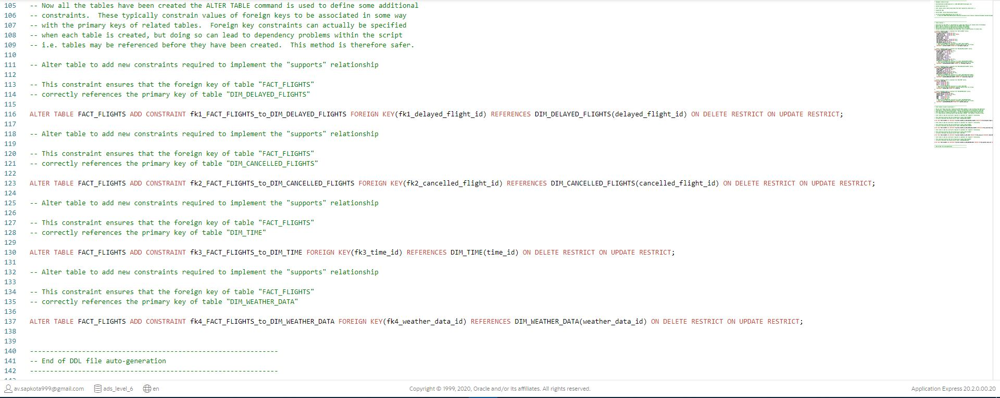 105 -- Now all the tables have been created the ALTER TABLE command is used to define some additional
106 -- constraints.  These typically constrain values of foreign keys to be associated in some way
107 -- with the primary keys of related tables.  Foreign key constraints can actually be specified
108 -- when each table is created, but doing so can lead to dependency problems within the script
109 -- i.e. tables may be referenced before they have been created.  This method is therefore safer.
110
111 -- Alter table to add new constraints required to implement the "supports" relationship
112
113 -- This constraint ensures that the foreign key of table "FACT_FLIGHTS"
114 -- correctly references the primary key of table "DIM_DELAYED_FLIGHTS"
115
116 ALTER TABLE FACT_FLIGHTS ADD CONSTRAINT fk1_FACT_FLIGHTS_to_DIM_DELAYED_FLIGHTS FOREIGN KEY(fk1_delayed_flight_id) REFERENCES DIM_DELAYED_FLIGHTS(delayed_flight_id) ON DELETE RESTRICT ON UPDATE RESTRICT;
117
118 -- Alter table to add new constraints required to implement the "supports" relationship
119
120 -- This constraint ensures that the foreign key of table "FACT_FLIGHTS"
121 -- correctly references the primary key of table "DIM_CANCELLED_FLIGHTS"
122
123 ALTER TABLE FACT_FLIGHTS ADD CONSTRAINT fk2_FACT_FLIGHTS_to_DIM_CANCELLED_FLIGHTS FOREIGN KEY(fk2_cancelled_flight_id) REFERENCES DIM_CANCELLED_FLIGHTS(cancelled_flight_id) ON DELETE RESTRICT ON UPDATE RESTRICT;
124
125 -- Alter table to add new constraints required to implement the "supports" relationship
126
127 -- This constraint ensures that the foreign key of table "FACT_FLIGHTS"
128 -- correctly references the primary key of table "DIM_TIME"
129
130 ALTER TABLE FACT_FLIGHTS ADD CONSTRAINT fk3_FACT_FLIGHTS_to_DIM_TIME FOREIGN KEY(fk3_time_id) REFERENCES DIM_TIME(time_id) ON DELETE RESTRICT ON UPDATE RESTRICT;
131
132 -- Alter table to add new constraints required to implement the "supports" relationship
133
134 -- This constraint ensures that the foreign key of table "FACT_FLIGHTS"
135 -- correctly references the primary key of table "DIM_WEATHER_DATA"
136
137 ALTER TABLE FACT_FLIGHTS ADD CONSTRAINT fk4_FACT_FLIGHTS_to_DIM_WEATHER_DATA FOREIGN KEY(fk4_weather_data_id) REFERENCES DIM_WEATHER_DATA(weather_data_id) ON DELETE RESTRICT ON UPDATE RESTRICT;
138
139
140 --------------------------------------------------------------
141 -- End of DDL file auto-generation
142 --------------------------------------------------------------
av.sapkota999@gmail.com ads_level_6 en Copyright © 1999, 2020, Oracle and/or its affiliates. All rights reserved. Application Express 20.2.0.00.20